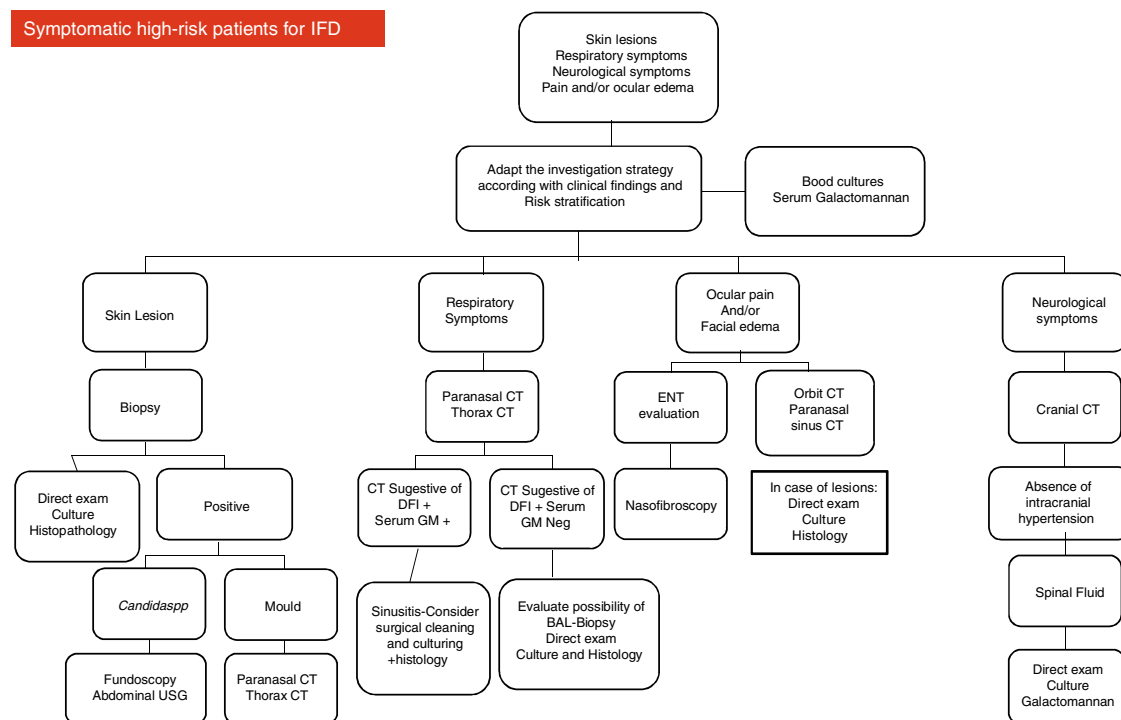 Symptomatic high-risk patients for IFD
Skin lesions
Respiratory symptoms
Neurological symptoms
Pain and/or ocular edema
Adapt the investigation strategy
according with clinical findings and
Risk stratification
Bood cultures
Serum Galactomannan
Skin Lesion
Respiratory
Symptoms
Ocular pain
And/or
Facial edema
Neurological
symptoms
Biopsy
Paranasal CT
Thorax CT
ENT
evaluation
Orbit CT
Paranasal
sinus CT
Cranial CT
Direct exam
Culture
Histopathology
Positive
CT Sugestive of
DFI +
Serum GM +
CT Sugestive of
DFI + Serum
GM Neg
Nasofibroscopy
In case of lesions:
Direct exam
Culture
Histology
Absence of
intracranial
hypertension
Candidaspp
Mould
Sinusitis-Consider
surgical cleaning
and culturing
+histology
Evaluate possibility of
BAL-Biopsy
Direct exam
Culture and Histology
Spinal Fluid
Fundoscopy
Abdominal USG
Paranasal CT
Thorax CT
Direct exam
Culture
Galactomannan